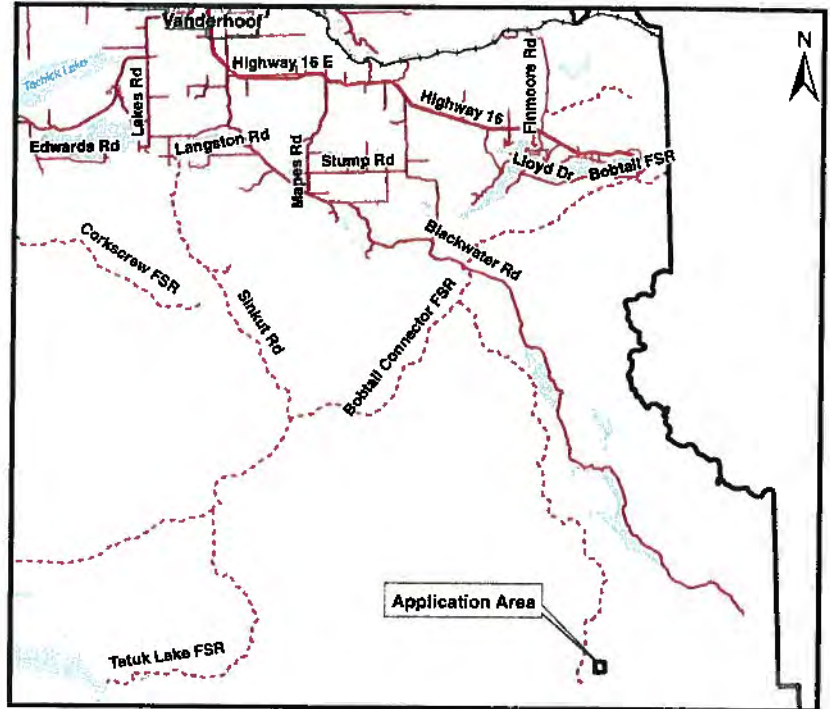 Vanderhoof
N
Highway 16 E
Tachick Lake
Lakes Rd
Highway 16
Finmoore Rd
Edwards Rd
Langston Rd
Mapes Rd
Stump Rd
Lloyd Dr
Bobtail FSR
Corkscrew FSR
Blackwater Rd
Sinkut Rd
Bobtail Connector FSR
Application Area
Tatuk Lake FSR